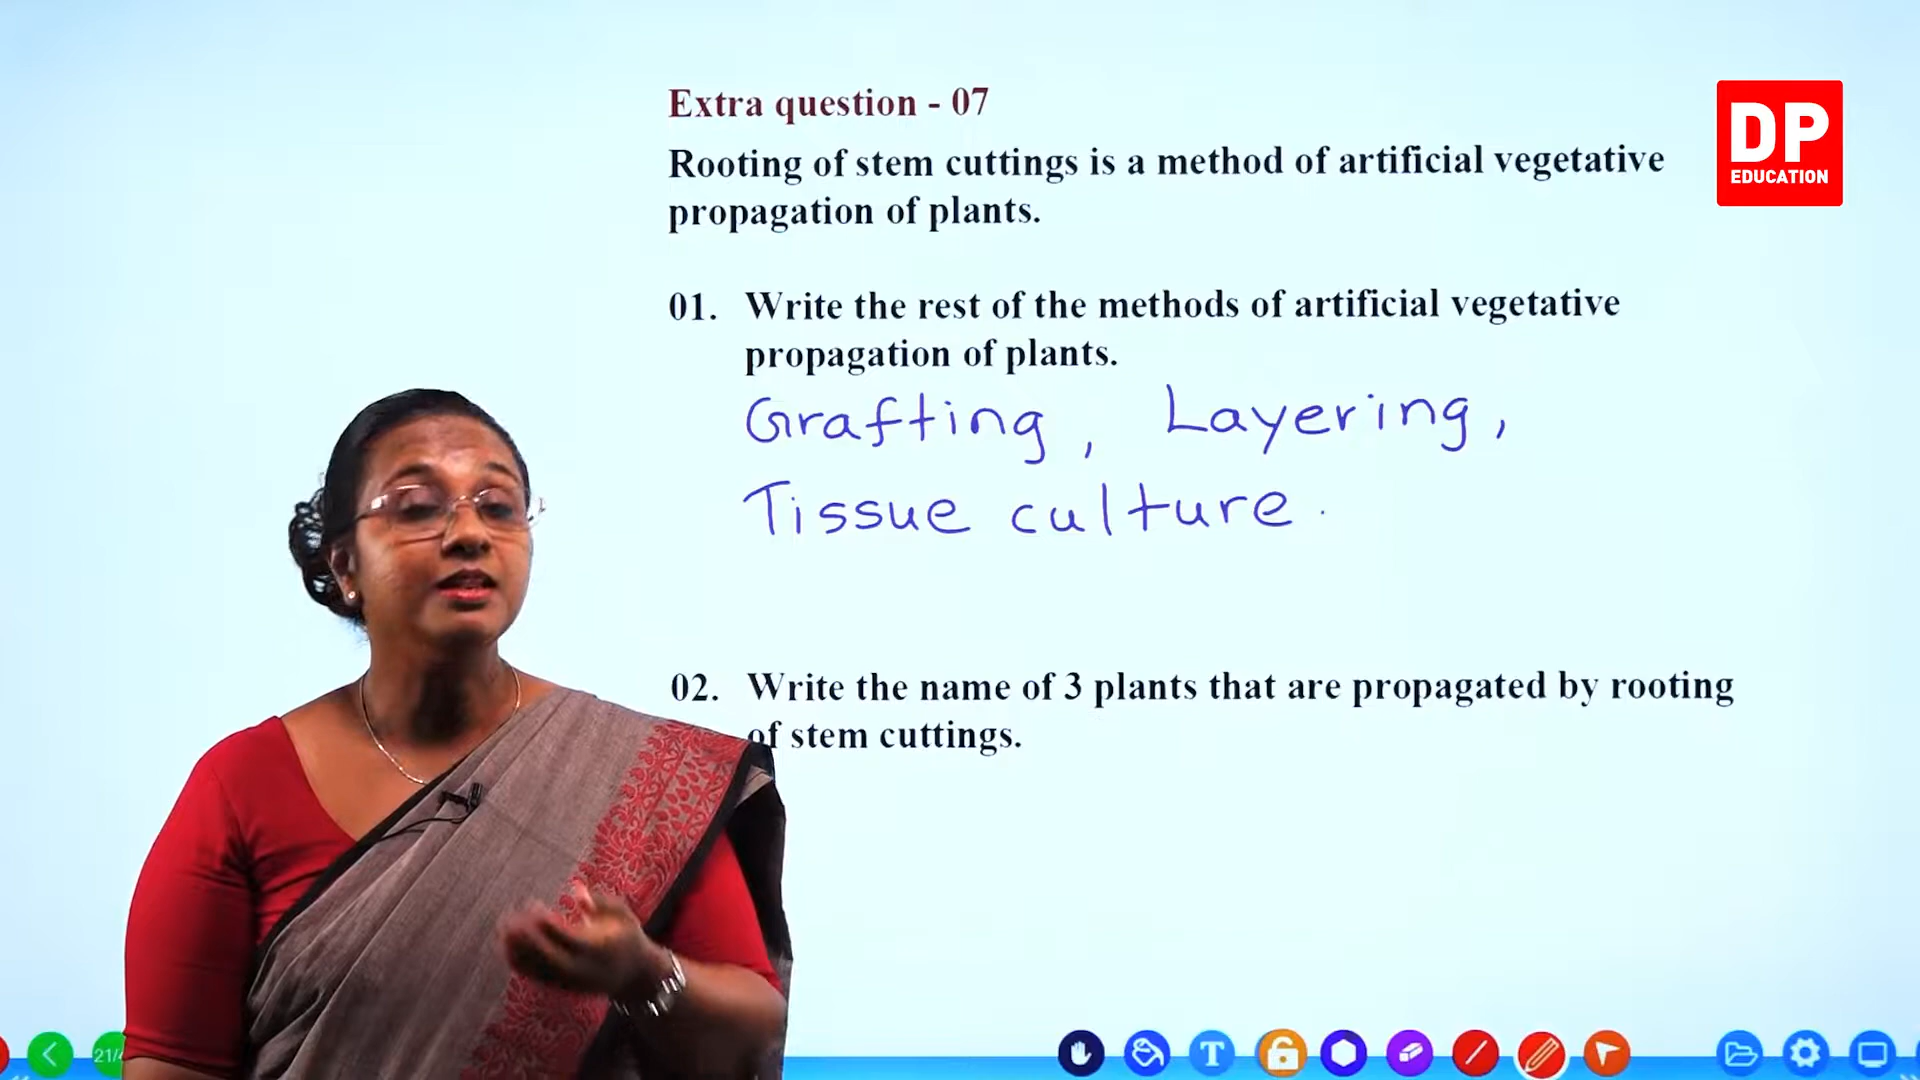 Extra question - 07
DP
EDUCATION
Rooting of stem cuttings is a method of artificial vegetative
propagation of plants.
01. Write the rest of the methods of artificial vegetative
propagation of plants.
Grafting, Layering,
Tissue culture.
02. Write the name of 3 plants that are propagated by rooting
of stem cuttings.
T